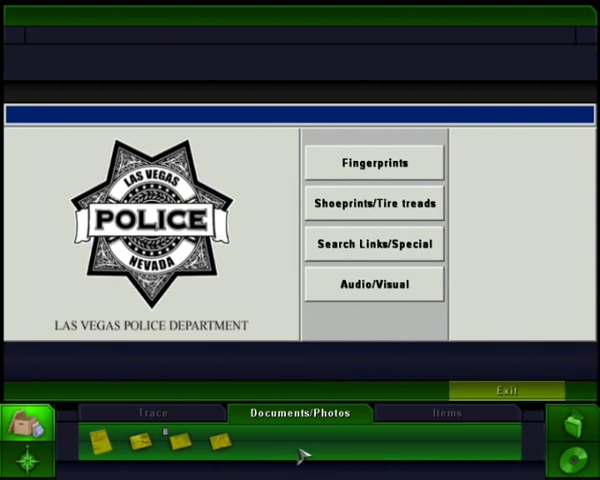 LAS VEGAS
POLICE
NEVADA
LAS VEGAS POLICE DEPARTMENT
Fingerprints
Shoeprints/Tire treads
Search Links/Special
Audio/Visual
Exit
Trace
Documents/Photos
Items